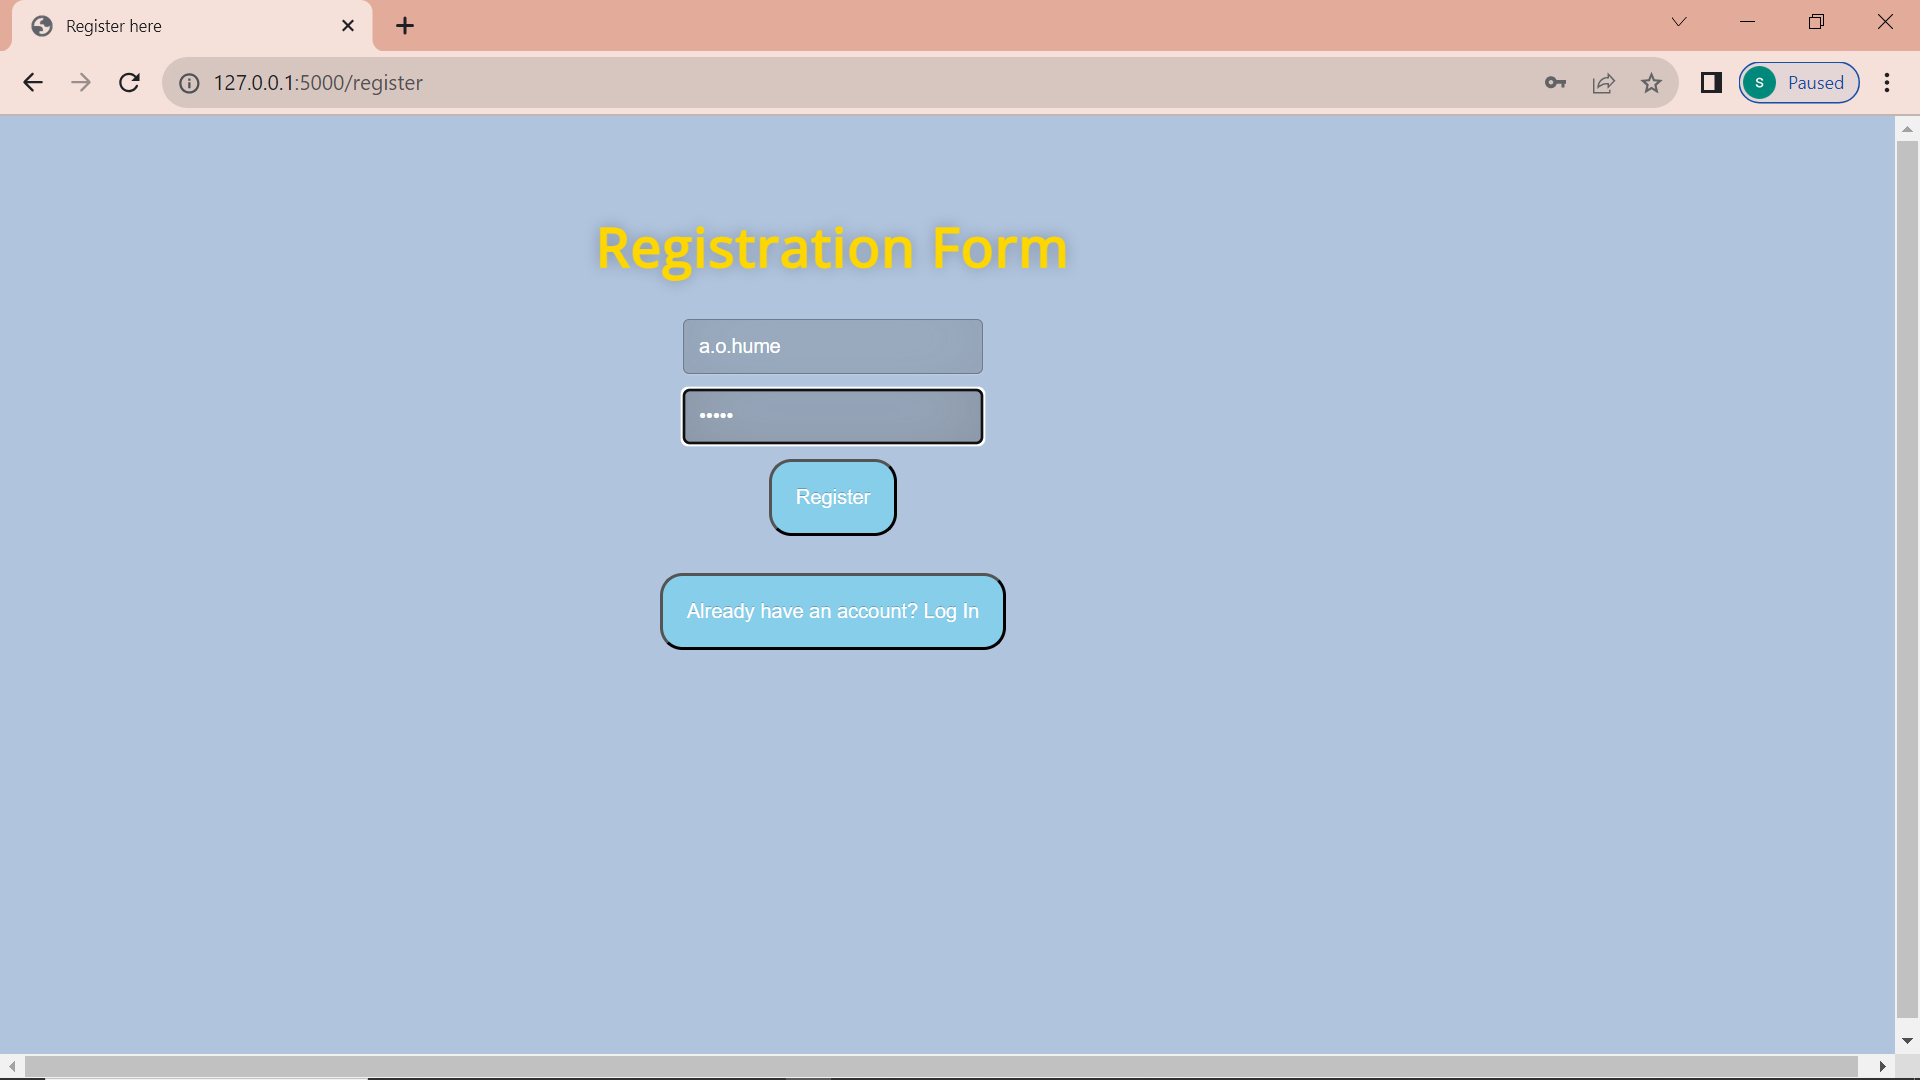 Register here
127.0.0.1:5000/register
S
Paused
Registration Form
a.o.hume
•••••
Register
Already have an account? Log In